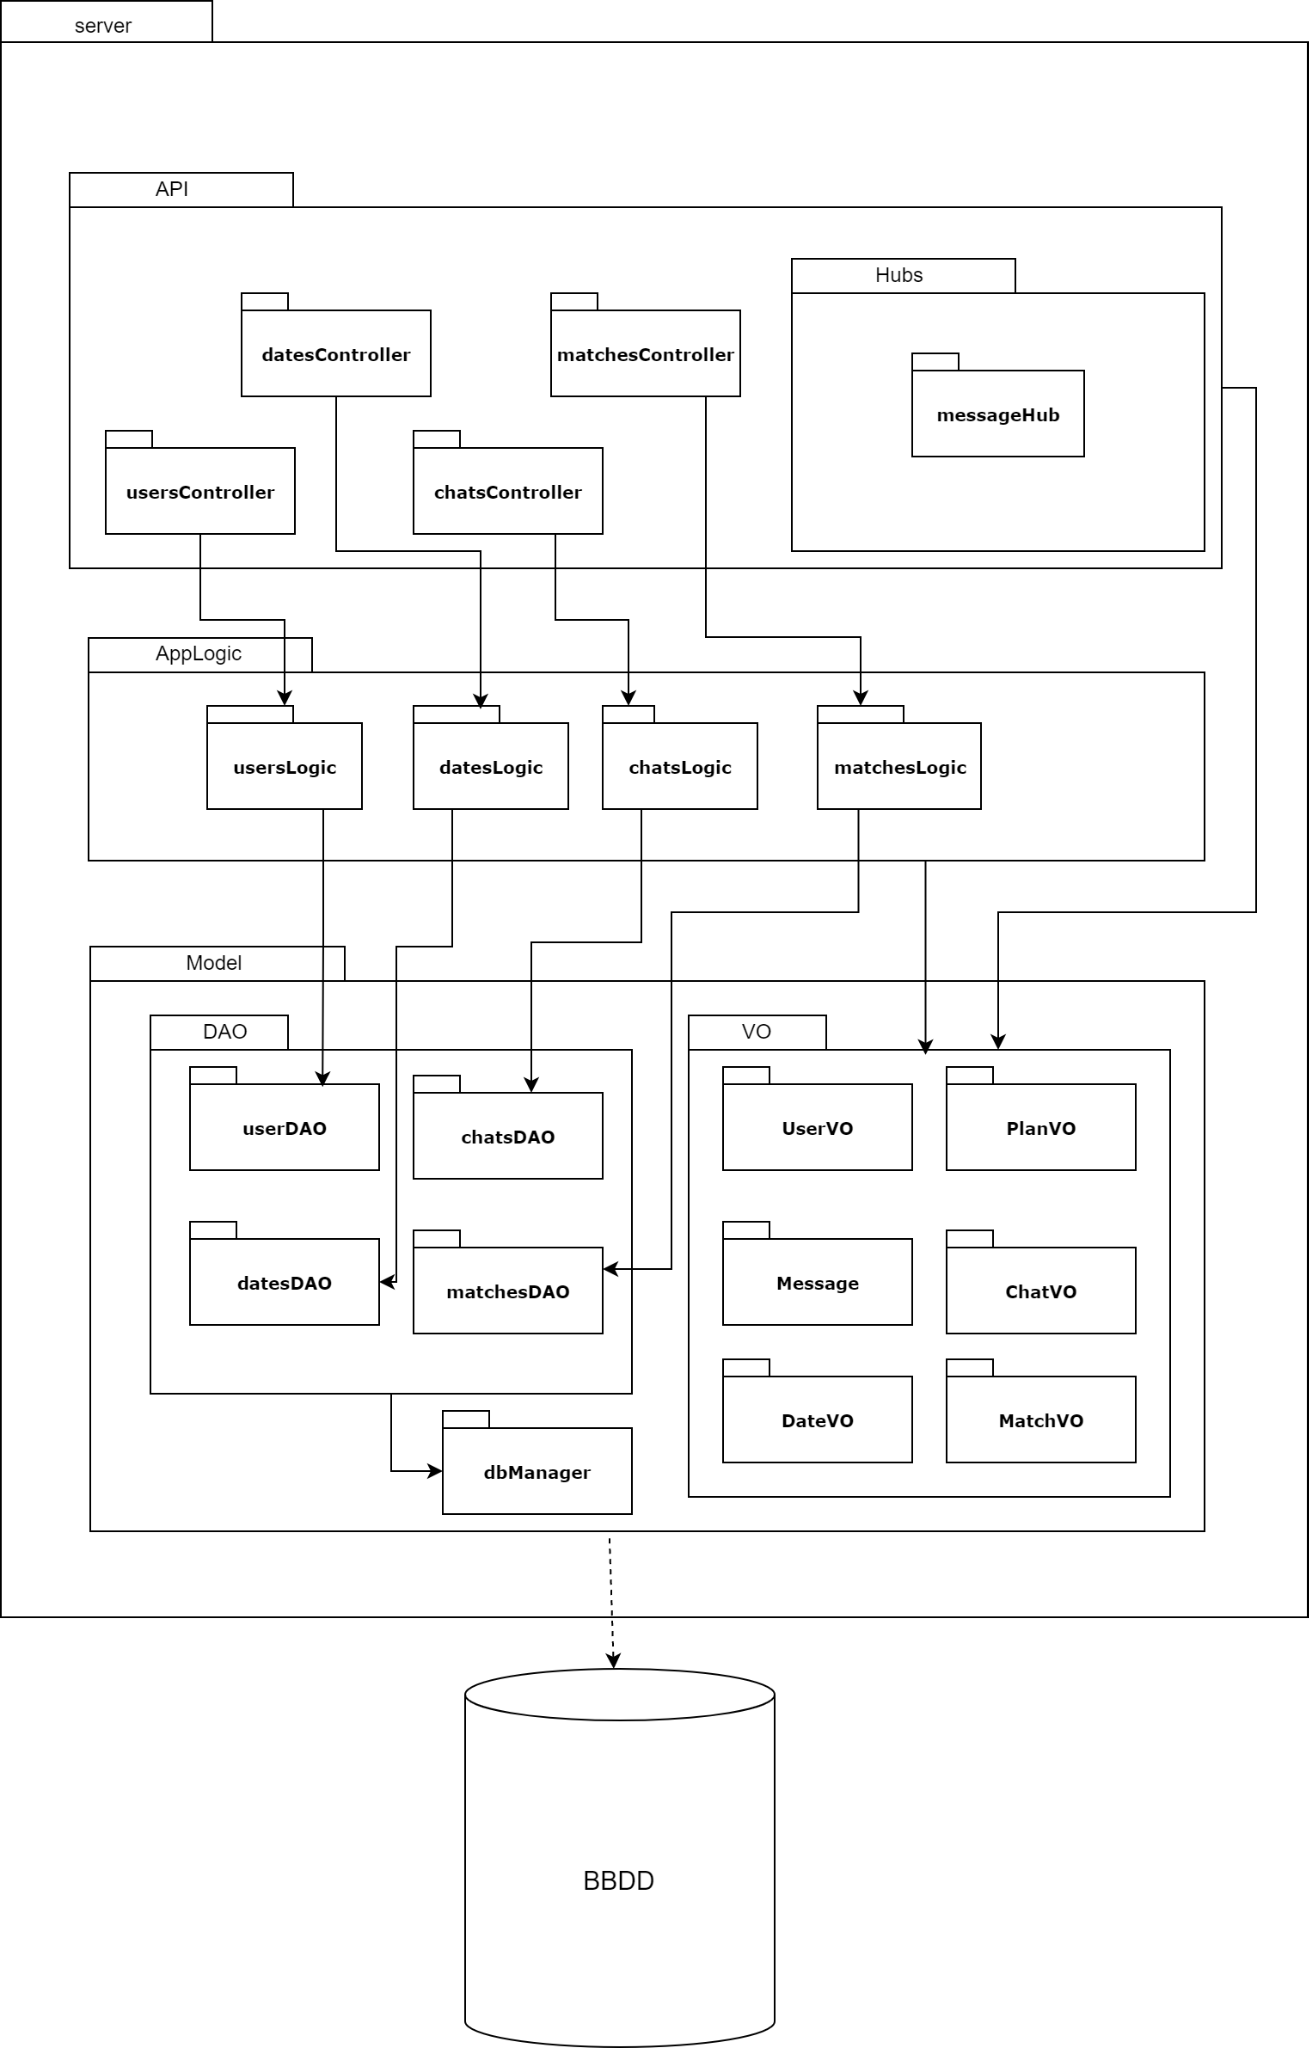 server
API
Hubs
datesController
matchesController
messageHub
usersController
chatsController
AppLogic
usersLogic
datesLogic
chatsLogic
matchesLogic
Model
DAO
VO
userDAO
chatsDAO
UserVO
PlanVO
datesDAO
matchesDAO
Message
ChatVO
DateVO
MatchVO
dbManager
BBDD